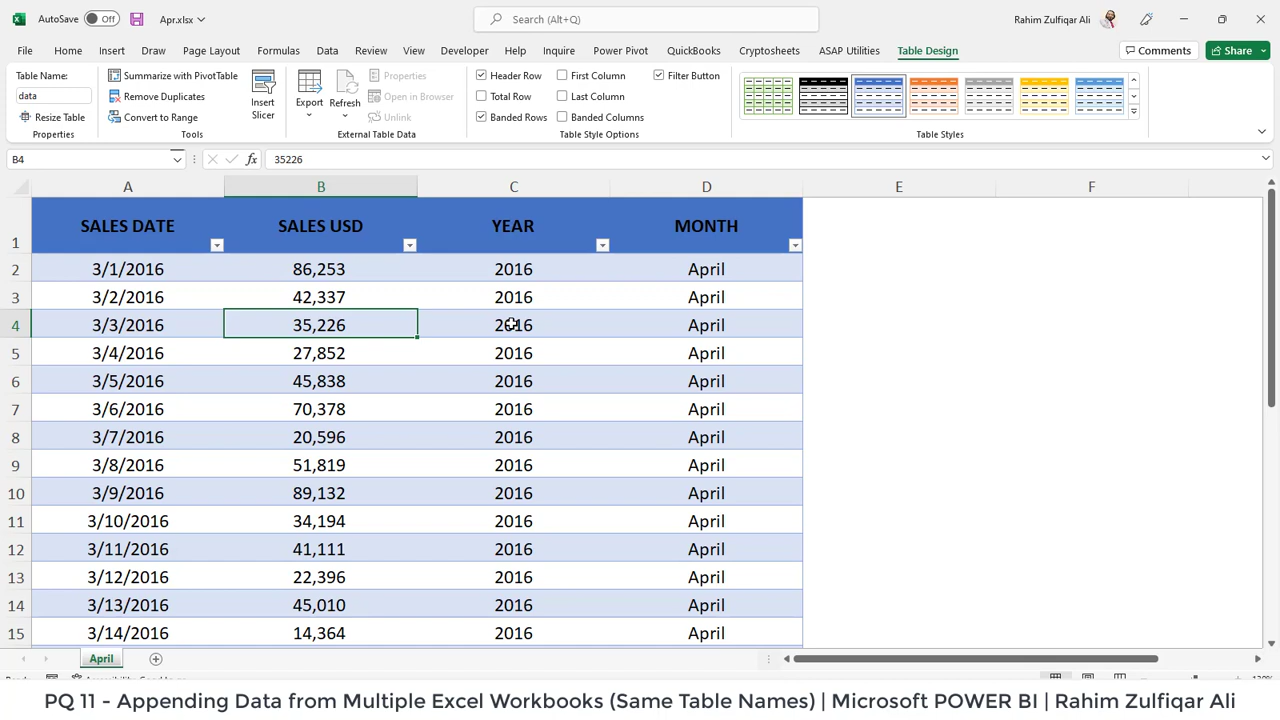 AutoSave Off Apr.xlsx Search (Alt+Q) Rahim Zulfiqar Ali
File Home Insert Draw Page Layout Formulas Data Review View Developer Help Inquire Power Pivot QuickBooks Cryptosheets ASAP Utilities Table Design Comments Share
Table Name:
data
Resize Table
Properties
Summarize with PivotTable
Remove Duplicates
Convert to Range
Insert
Slicer
Tools
Export
Refresh
Properties
Open in Browser
Unlink
External Table Data
Header Row First Column Filter Button
Total Row Last Column
Banded Rows Banded Columns
Table Style Options
Table Styles
B4 fx 35226
A B C D E F
1 SALES DATE SALES USD YEAR MONTH
2 3/1/2016 86,253 2016 April
3 3/2/2016 42,337 2016 April
4 3/3/2016 35,226 2016 April
5 3/4/2016 27,852 2016 April
6 3/5/2016 45,838 2016 April
7 3/6/2016 70,378 2016 April
8 3/7/2016 20,596 2016 April
9 3/8/2016 51,819 2016 April
10 3/9/2016 89,132 2016 April
11 3/10/2016 34,194 2016 April
12 3/11/2016 41,111 2016 April
13 3/12/2016 22,396 2016 April
14 3/13/2016 45,010 2016 April
15 3/14/2016 14,364 2016 April
April
PQ 11 - Appending Data from Multiple Excel Workbooks (Same Table Names) | Microsoft POWER BI | Rahim Zulfiqar Ali